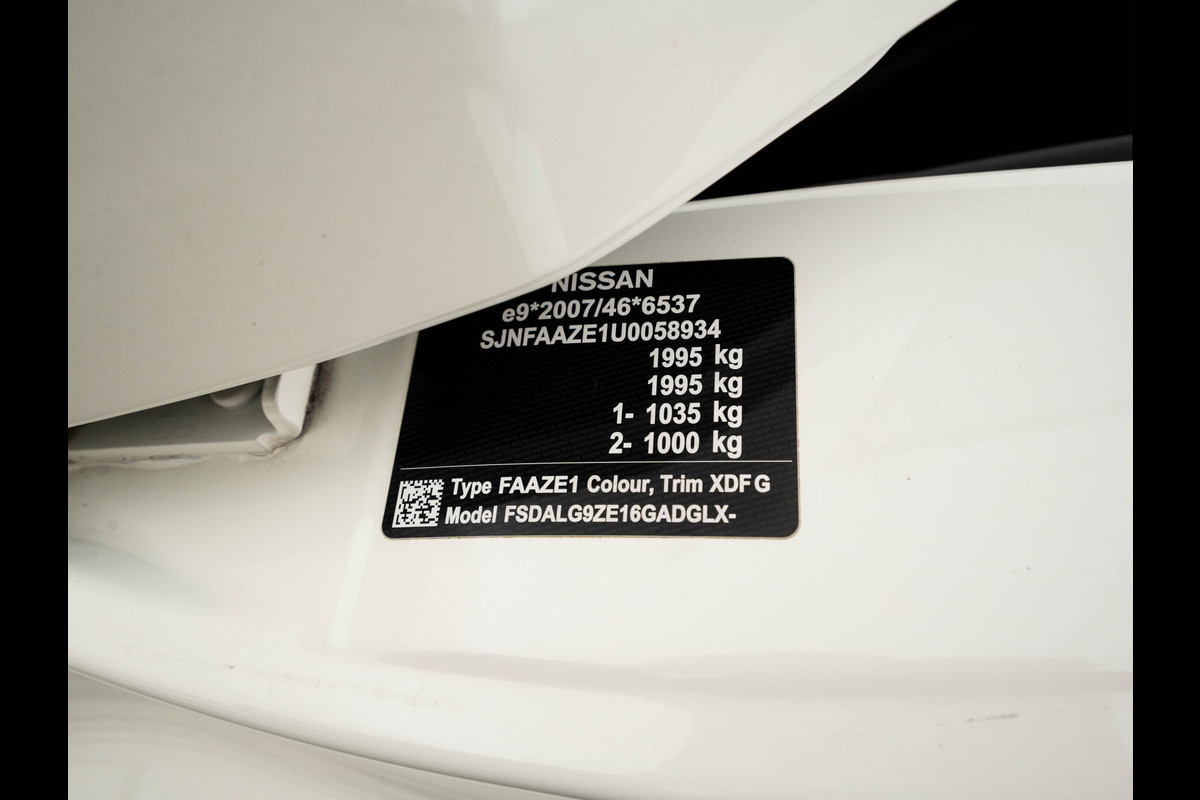 NISSAN
e9*2007/46*6537
SJNFAAZE1U0058934
1995 kg
1995 kg
1- 1035 kg
2- 1000 kg
Type FAAZE1 Colour, Trim XDF G
Model FSDALG9ZE16GADGLX-